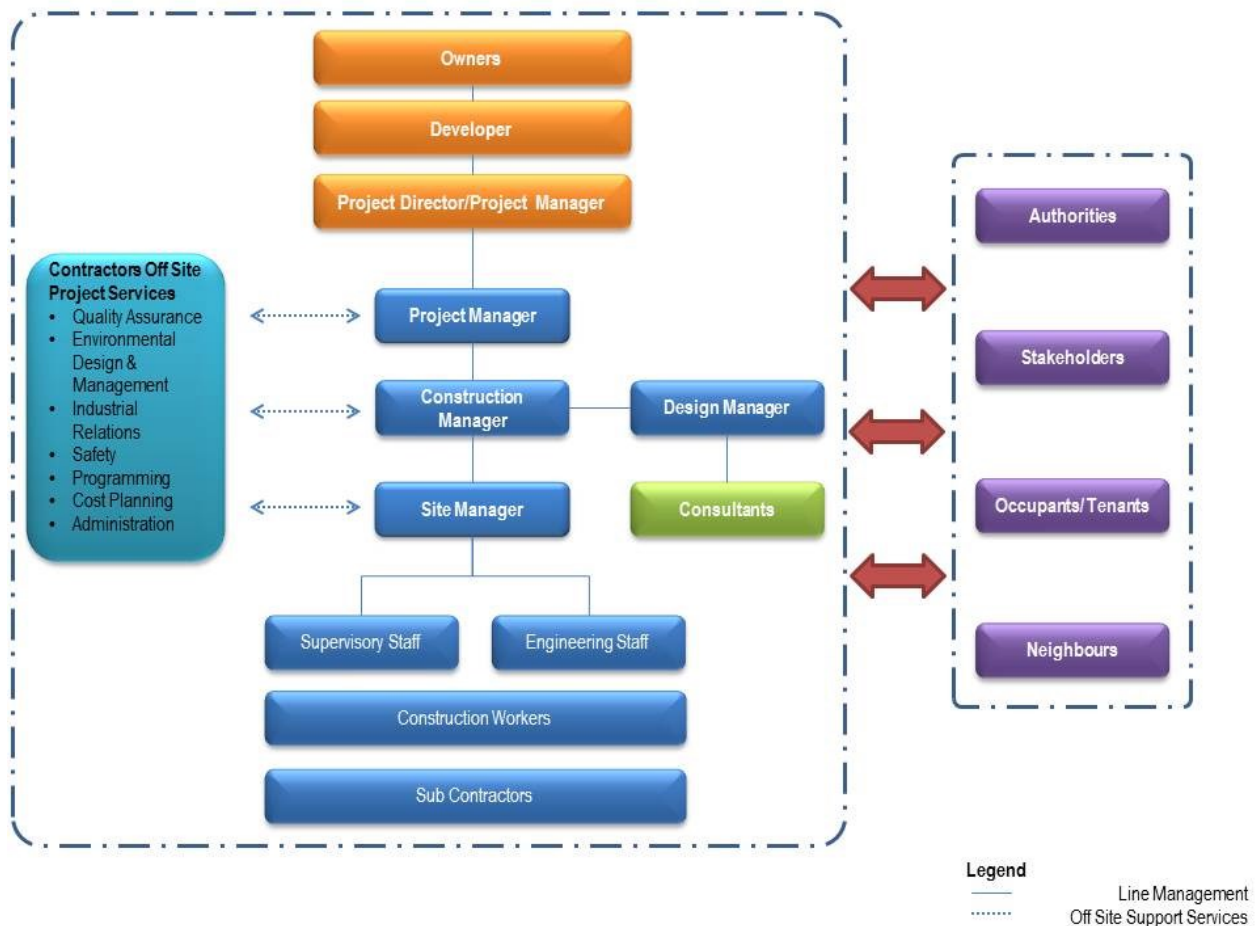 Owners
Developer
Project Director/Project Manager
Contractors Off Site
Project Services
• Quality Assurance
• Environmental
Design &
Management
• Industrial
Relations
• Safety
• Programming
• Cost Planning
• Administration
Project Manager
Construction
Manager
Design Manager
Site Manager
Consultants
Supervisory Staff
Engineering Staff
Construction Workers
Sub Contractors
Authorities
Stakeholders
Occupants/ Tenants
Neighbours
Legend
Line Management
Off Site Support Services